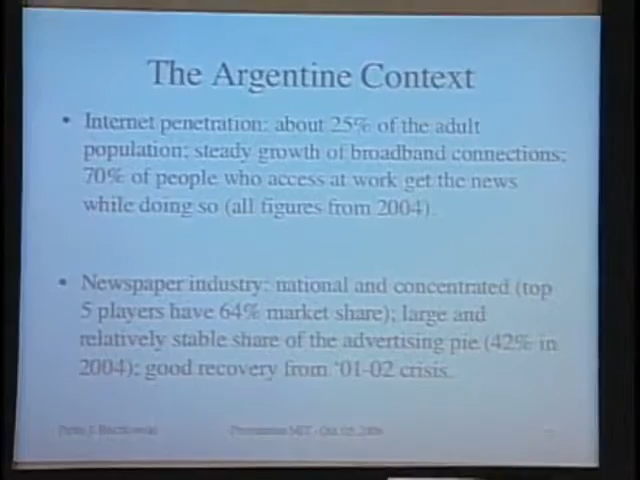 The Argentine Context
• Internet penetration: about 25% of the adult
population; steady growth of broadband connections;
70% of people who access at work get the news
while doing so (all figures from 2004).
• Newspaper industry: national and concentrated (top
5 players have 64% market share); large and
relatively stable share of the advertising pie (42% in
2004); good recovery from '01-02 crisis.